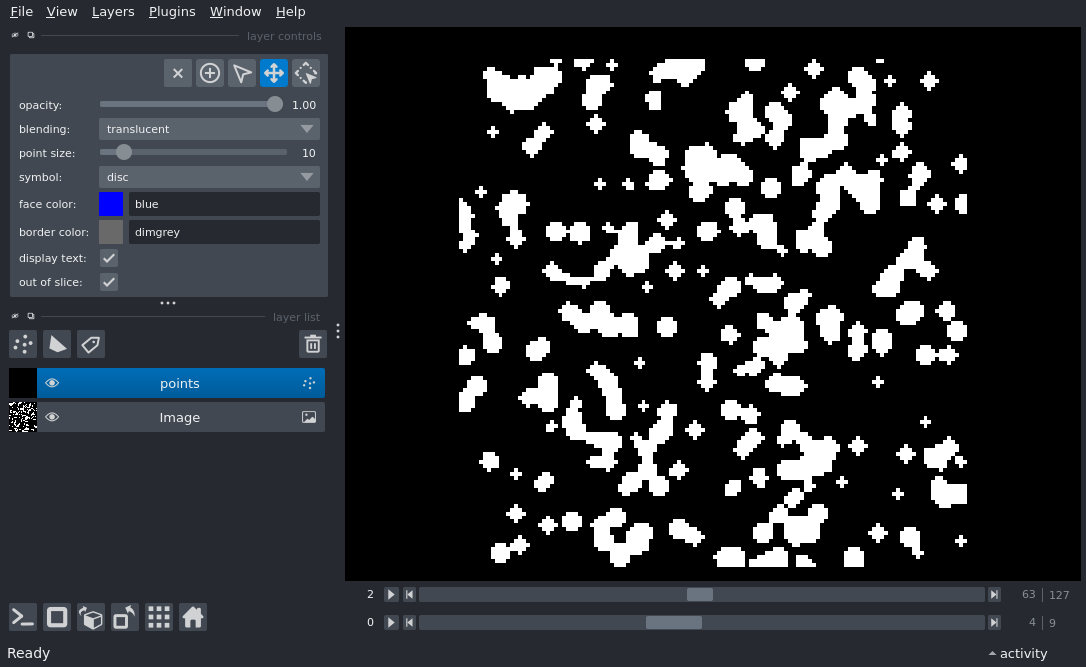 File View Layers Plugins Window Help
layer controls
opacity: 1.00
blending: translucent
point size: 10
symbol: disc
face color: blue
border color: dimgrey
display text:
out of slice:
layer list
points
Image
2 63 127
0 4 9
Ready activity